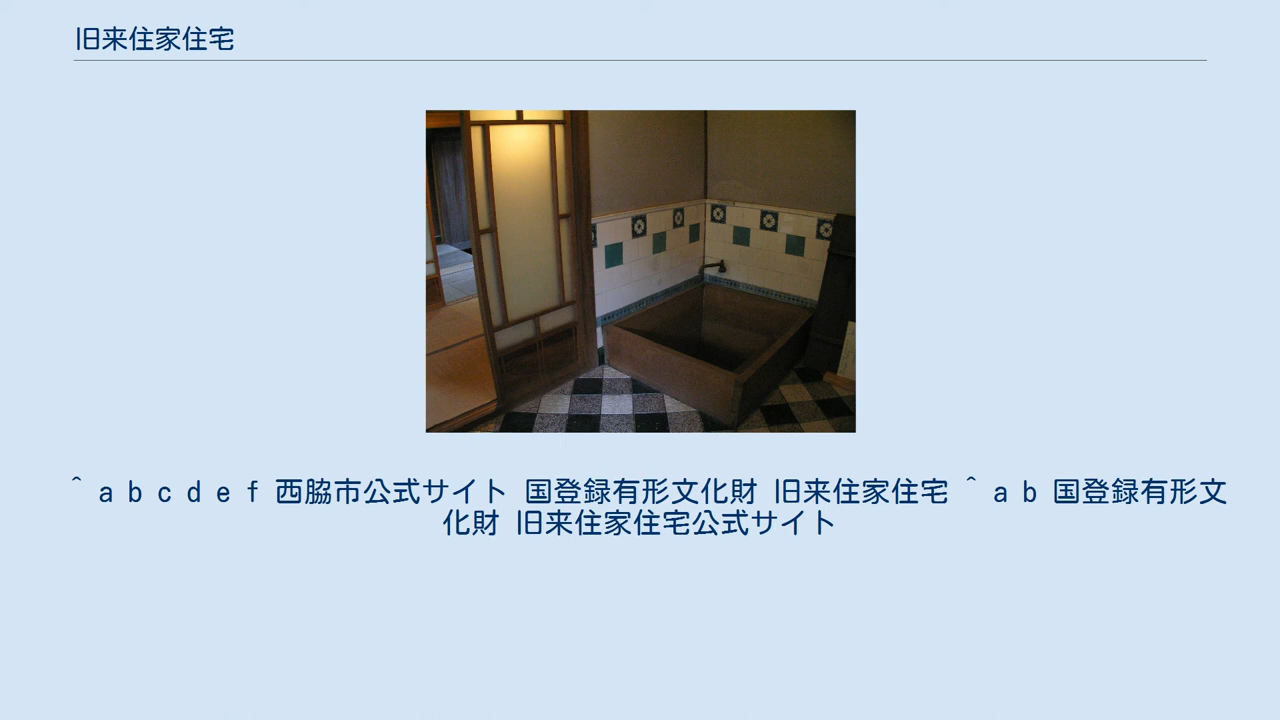 旧来住家住宅
^ a b c d e f 西脇市公式サイト 国登録有形文化財 旧来住家住宅 ^ a b 国登録有形文
化財 旧来住家住宅公式サイト